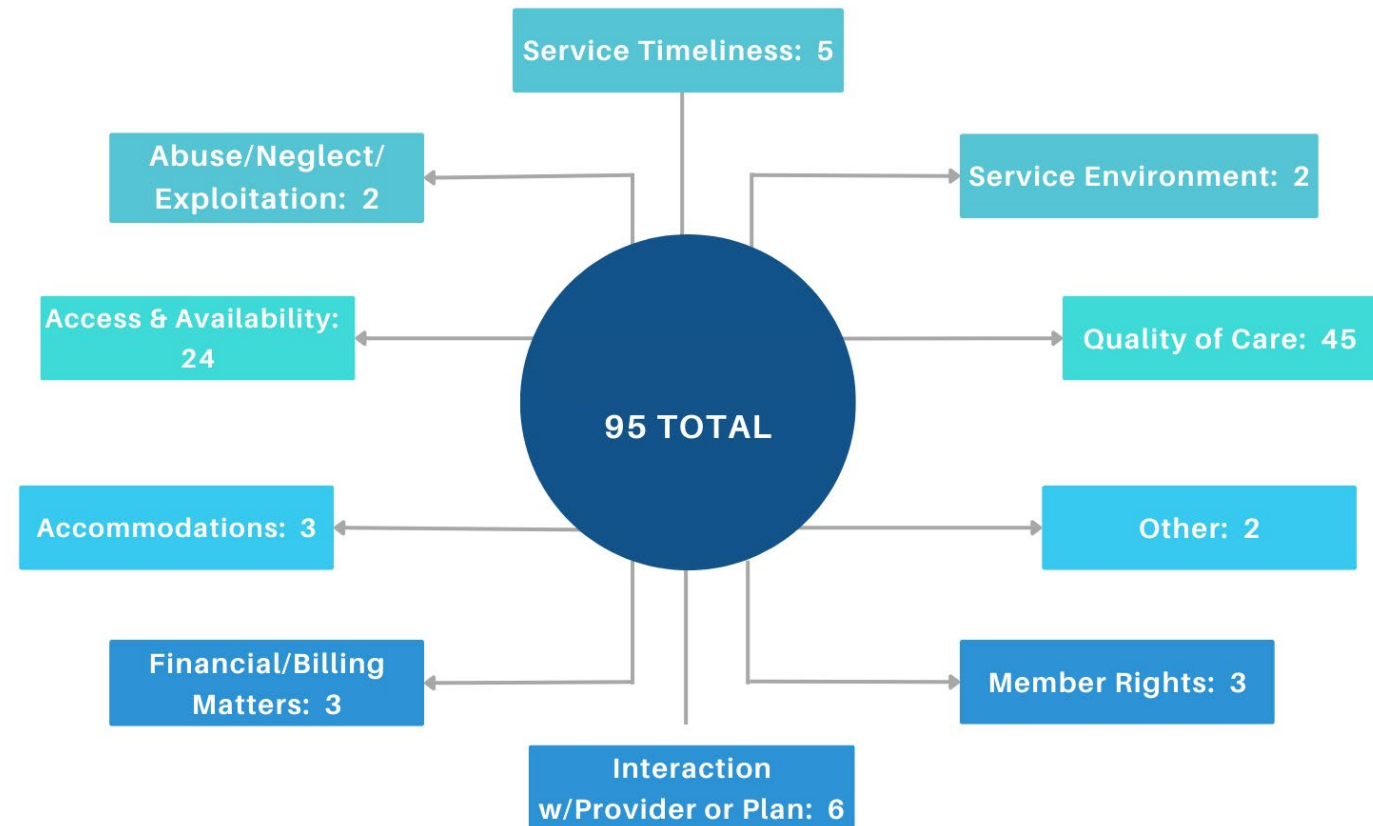 Service Timeliness: 5
Abuse/Neglect/
Exploitation: 2
Service Environment: 2
Access & Availability:
24
Quality of Care: 45
95 TOTAL
Accommodations: 3
Other: 2
Financial/Billing
Matters: 3
Member Rights: 3
Interaction
w/Provider or Plan: 6